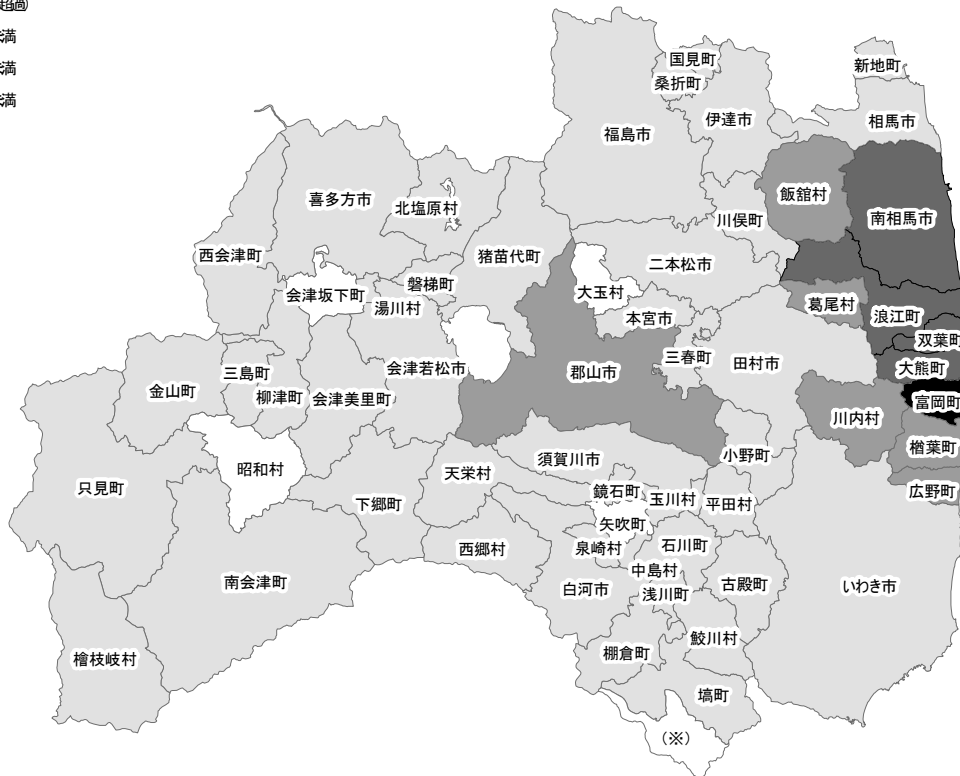 超過)
未満
未満
未満
国見町
桑折町
新地町
福島市
伊達市
相馬市
喜多方市
北塩原村
飯舘村
川俣町
南相馬市
西会津町
猪苗代町
二本松市
磐梯町
会津坂下町
湯川村
大玉村
本宮市
葛尾村
浪江町
双葉町
三春町
田村市
大熊町
三島町
会津若松市
郡山市
金山町
柳津町
会津美里町
富岡町
川内村
楢葉町
小野町
須賀川市
昭和村
天栄村
只見町
下郷町
鏡石町
玉川村
平田村
広野町
矢吹町
西郷村
泉崎村
石川町
中島村
南会津町
白河市
浅川町
古殿町
いわき市
鮫川村
棚倉町
檜枝岐村
塙町
(※)